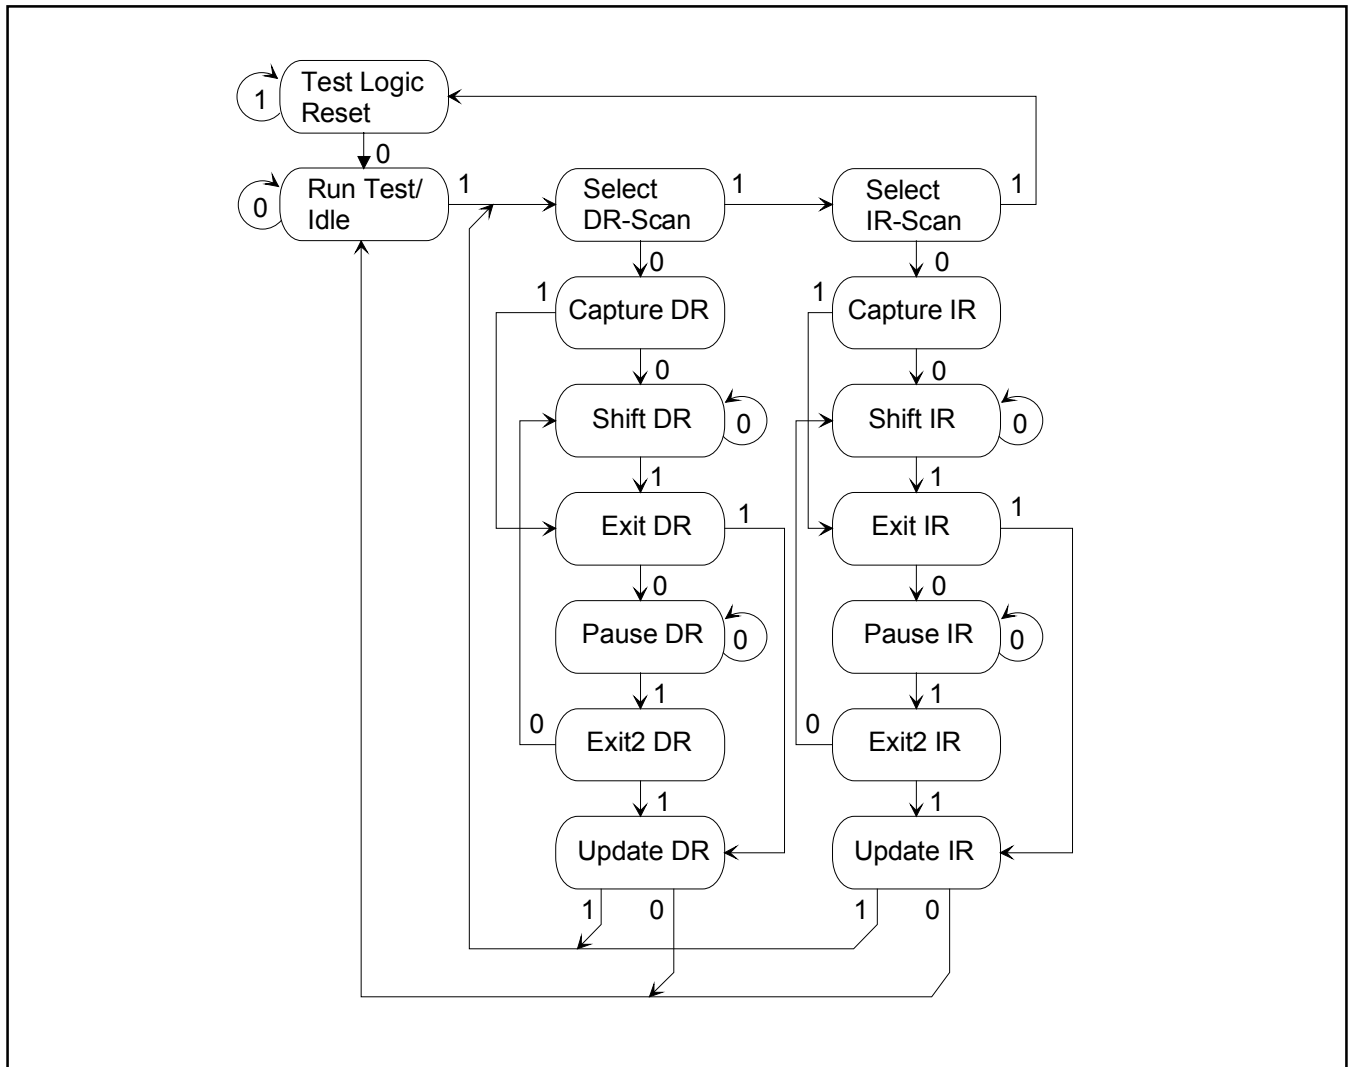 Test Logic
Reset
1
0
Run Test/
Idle
0
1
Select
DR-Scan
1
Select
IR-Scan
1
0
0
1
Capture DR
1
Capture IR
0
0
Shift DR
0
Shift IR
0
1
1
Exit DR
1
Exit IR
1
0
0
Pause DR
0
Pause IR
0
1
1
0
Exit2 DR
0
Exit2 IR
1
1
Update DR
Update IR
1
0
1
0